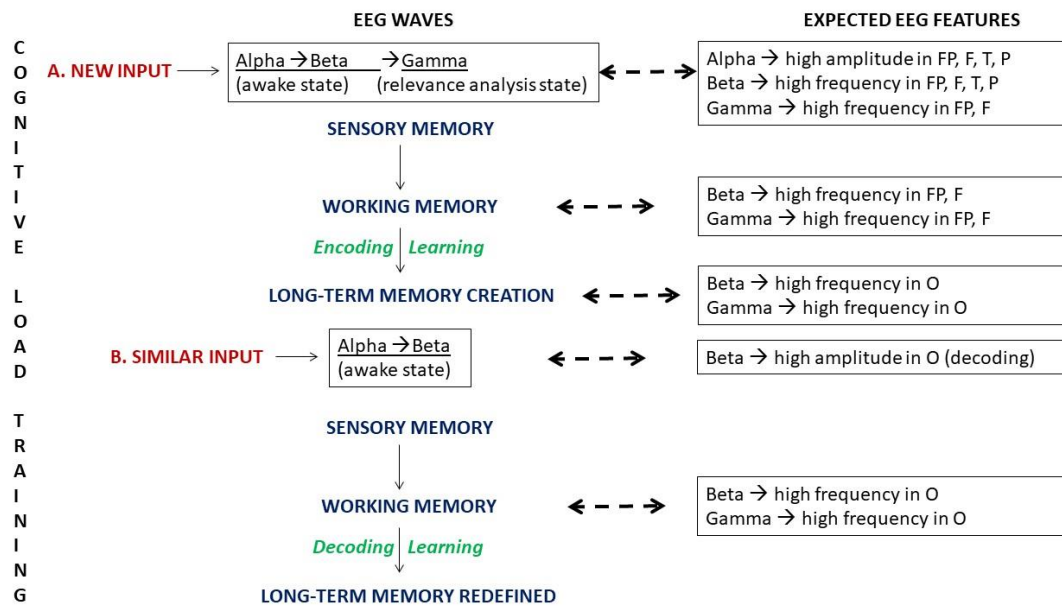 EEG WAVES
EXPECTED EEG FEATURES
COGNITIVE LOAD TRAINING
A. NEW INPUT
Alpha → Beta → Gamma
(awake state) (relevance analysis state)
Alpha → high amplitude in FP, F, T, P
Beta → high frequency in FP, F, T, P
Gamma → high frequency in FP, F
SENSORY MEMORY
WORKING MEMORY
Beta → high frequency in FP, F
Gamma → high frequency in FP, F
Encoding Learning
LONG-TERM MEMORY CREATION
Beta → high frequency in O
Gamma → high frequency in O
B. SIMILAR INPUT
Alpha → Beta
(awake state)
Beta → high amplitude in O (decoding)
SENSORY MEMORY
WORKING MEMORY
Beta → high frequency in O
Gamma → high frequency in O
Decoding Learning
LONG-TERM MEMORY REDEFINED